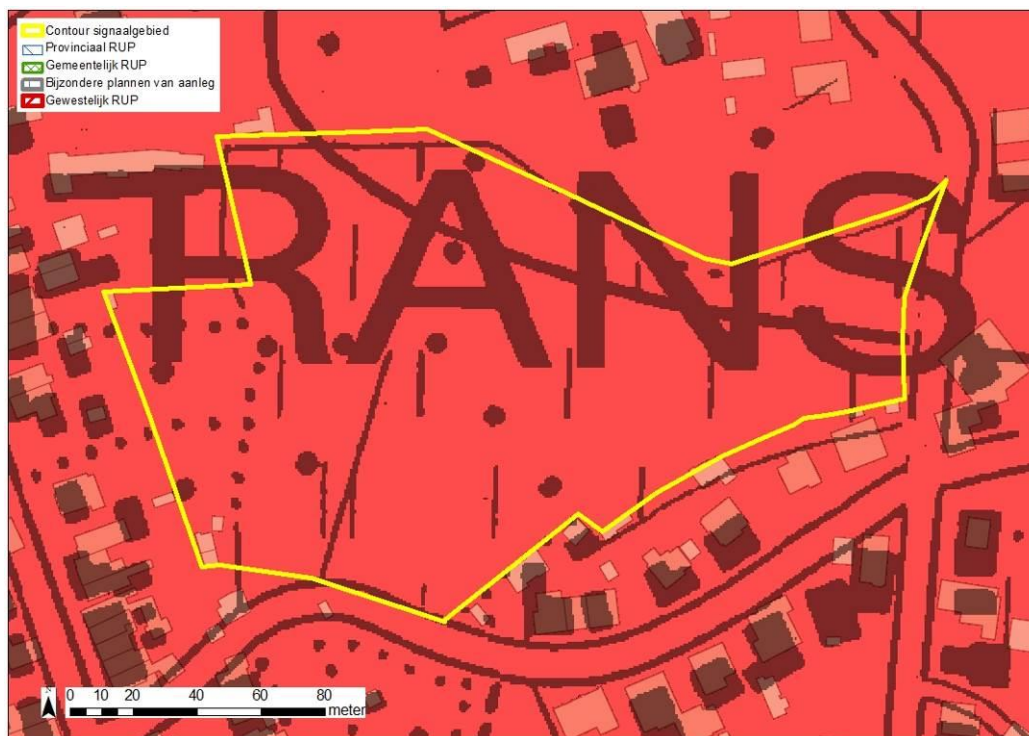 Contour signaalgebied
Provinciaal RUP
Gemeentelijk RUP
Bijzondere plannen van aanleg
Gewestelijk RUP
TRANS
0 10 20 40 60 80
meter